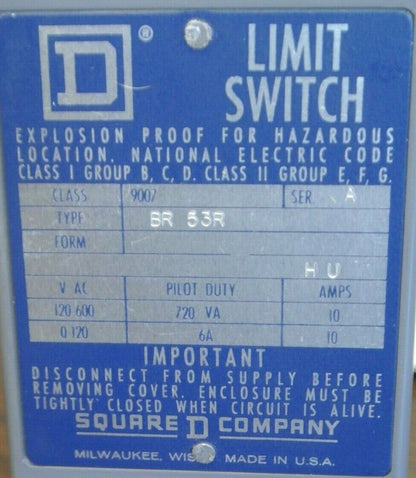 D ®
LIMIT
SWITCH
EXPLOSION PROOF FOR HAZARDOUS
LOCATION. NATIONAL ELECTRIC CODE
CLASS I GROUP B, C, D. CLASS II GROUP E, F, G.
CLASS 9007 SER. A
TYPE BR 53R
FORM
H U
V AC PILOT DUTY AMPS
120-600 720 VA 10
0-120 6A 10
IMPORTANT
DISCONNECT FROM SUPPLY BEFORE
REMOVING COVER. ENCLOSURE MUST BE
TIGHTLY CLOSED WHEN CIRCUIT IS ALIVE.
SQUARE D COMPANY
MILWAUKEE, WIS. MADE IN U.S.A.